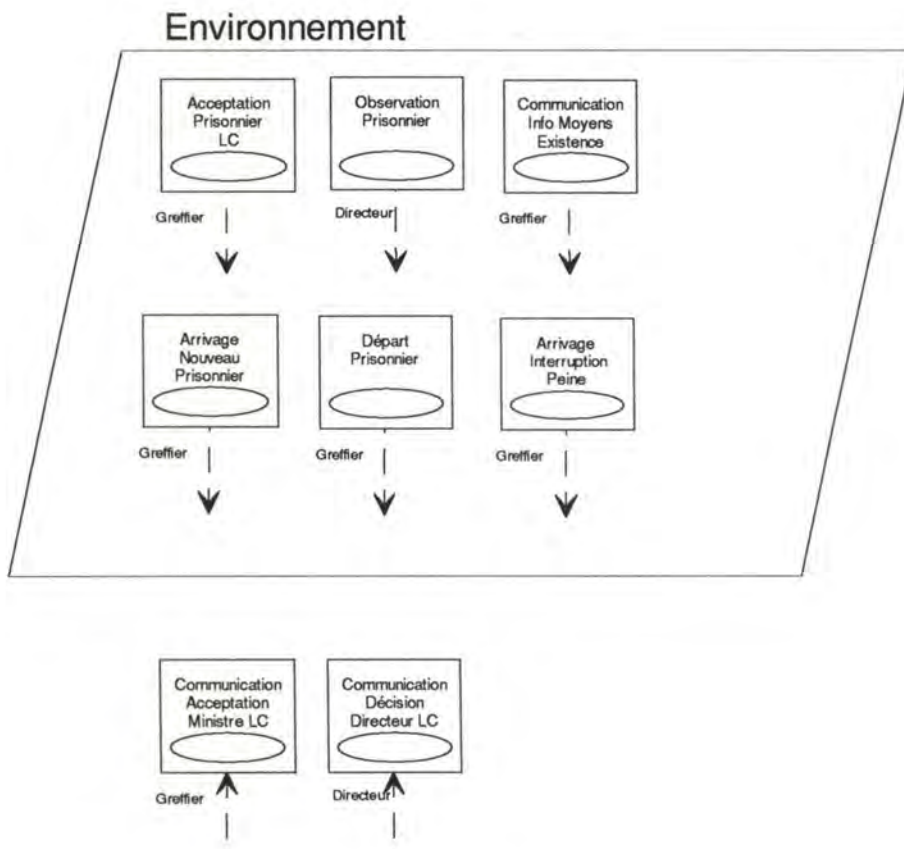 Environnement
Acceptation
Prisonnier
LC
Observation
Prisonnier
Communication
Info Moyens
Existence
Greffier
Directeur
Greffier
Arrivage
Nouveau
Prisonnier
Départ
Prisonnier
Arrivage
Interruption
Peine
Greffier
Greffier
Greffier
Communication
Acceptation
Ministre LC
Communication
Décision
Directeur LC
Greffier
Directeur